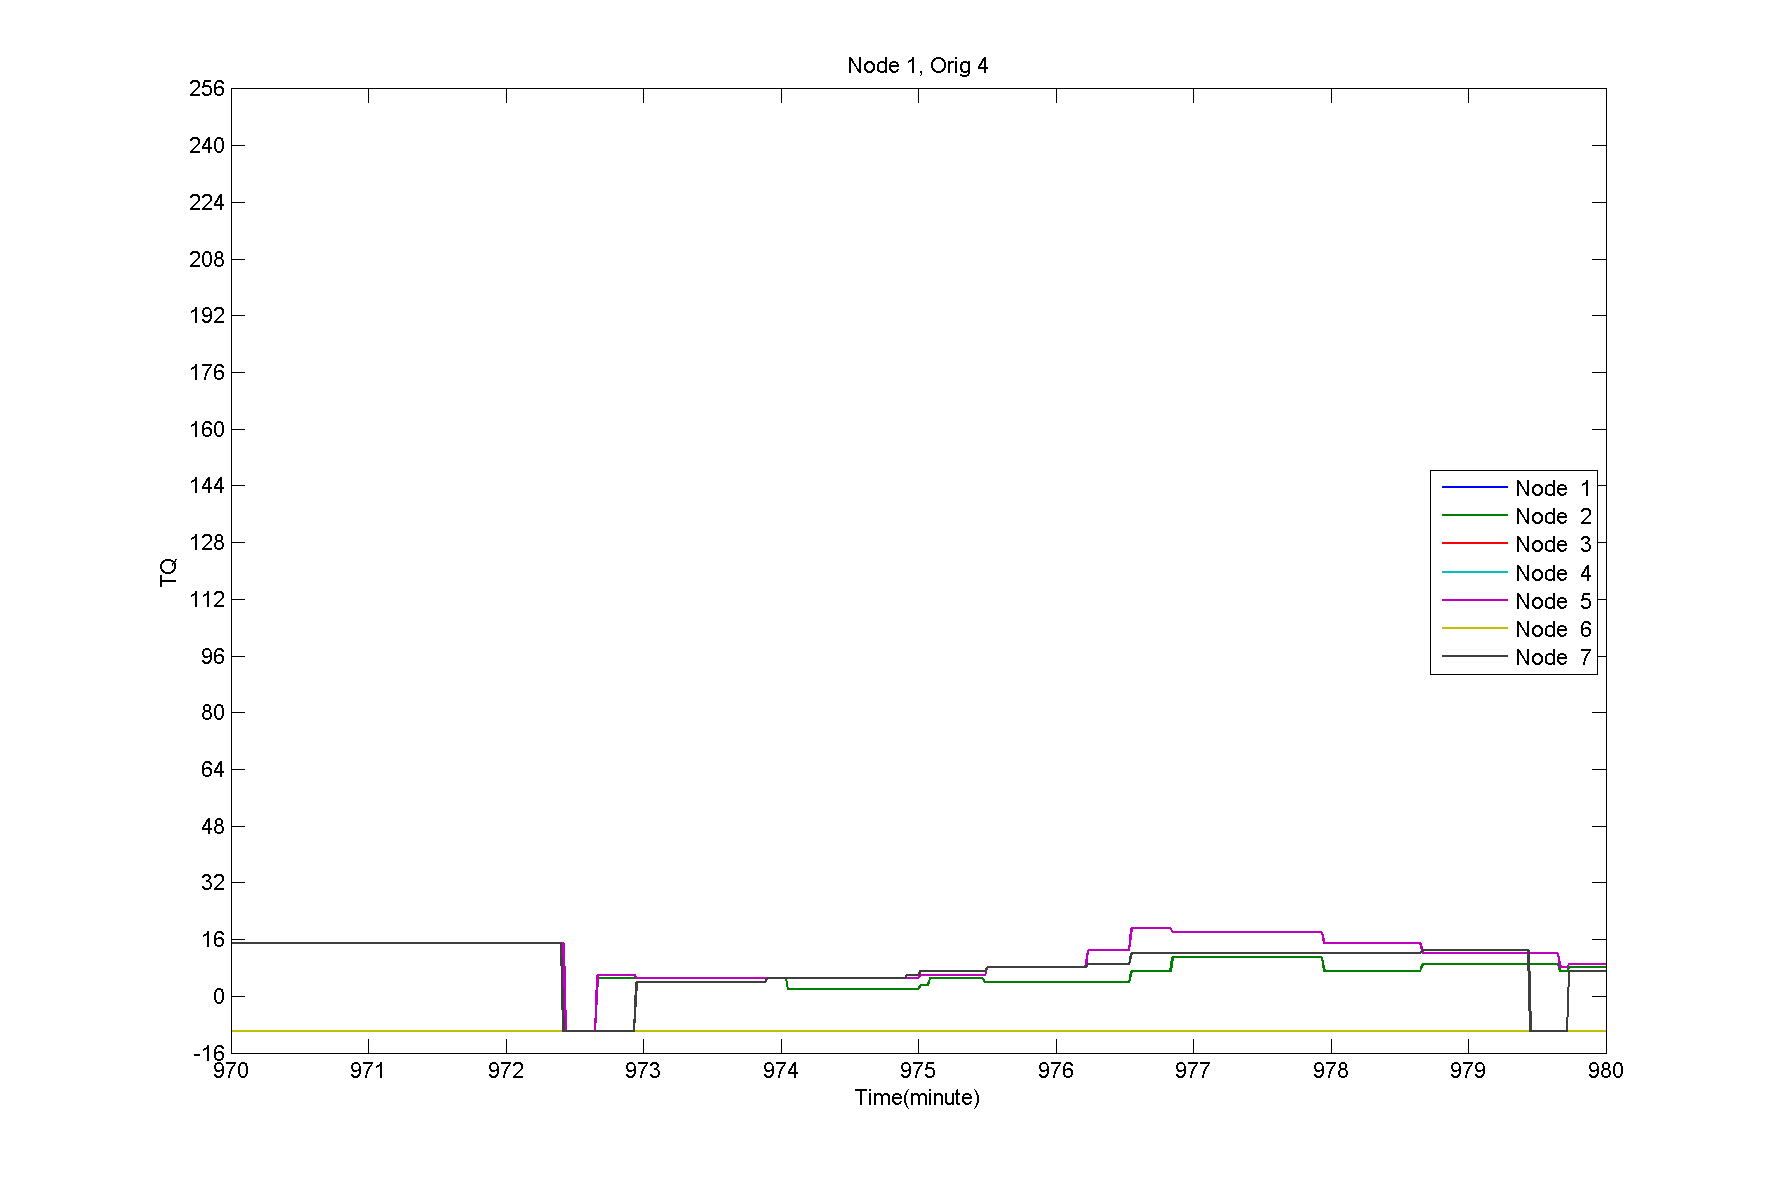 Node 1, Orig 4
256
240
224
208
192
176
160
144
128
112
96
80
64
48
32
16
0
-16
TQ
Node 1
Node 2
Node 3
Node 4
Node 5
Node 6
Node 7
970 971 972 973 974 975 976 977 978 979 980
Time(minute)